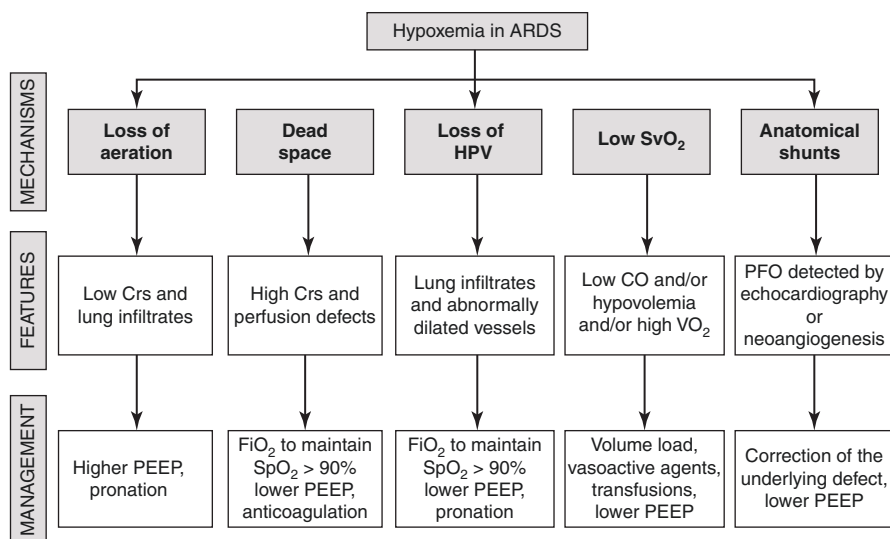 Hypoxemia in ARDS
MECHANISMS
Loss of
aeration
Dead
space
Loss of
HPV
Low SvO₂
Anatomical
shunts
FEATURES
Low Crs and
lung infiltrates
High Crs and
perfusion defects
Lung infiltrates
and abnormally
dilated vessels
Low CO and/or
hypovolemia
and/or high VO₂
PFO detected by
echocardiography
or
neoangiogenesis
MANAGEMENT
Higher PEEP,
pronation
FiO₂ to maintain
SpO₂ > 90%
lower PEEP,
anticoagulation
FiO₂ to maintain
SpO₂ > 90%
lower PEEP,
pronation
Volume load,
vasoactive agents,
transfusions,
lower PEEP
Correction of the
underlying defect,
lower PEEP